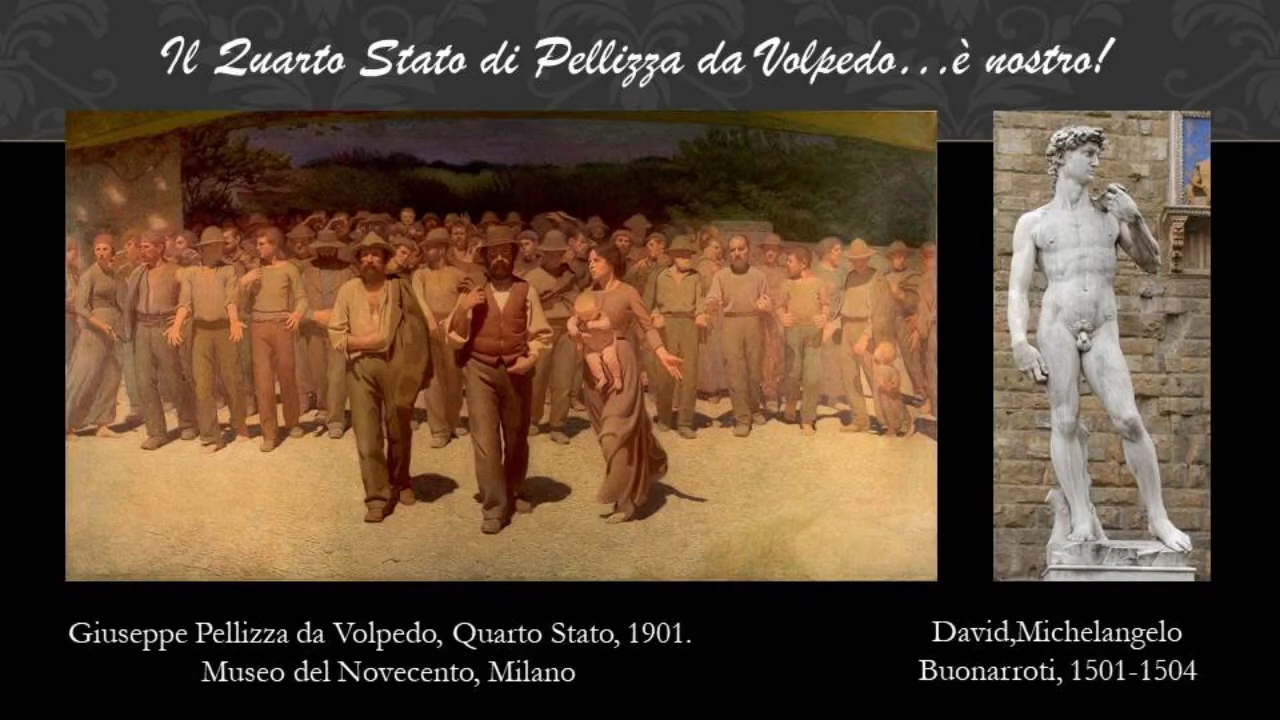 Il Quarto Stato di Pellizza da Volpedo...è nostro!
Giuseppe Pellizza da Volpedo, Quarto Stato, 1901.
Museo del Novecento, Milano
David,Michelangelo
Buonarroti, 1501-1504